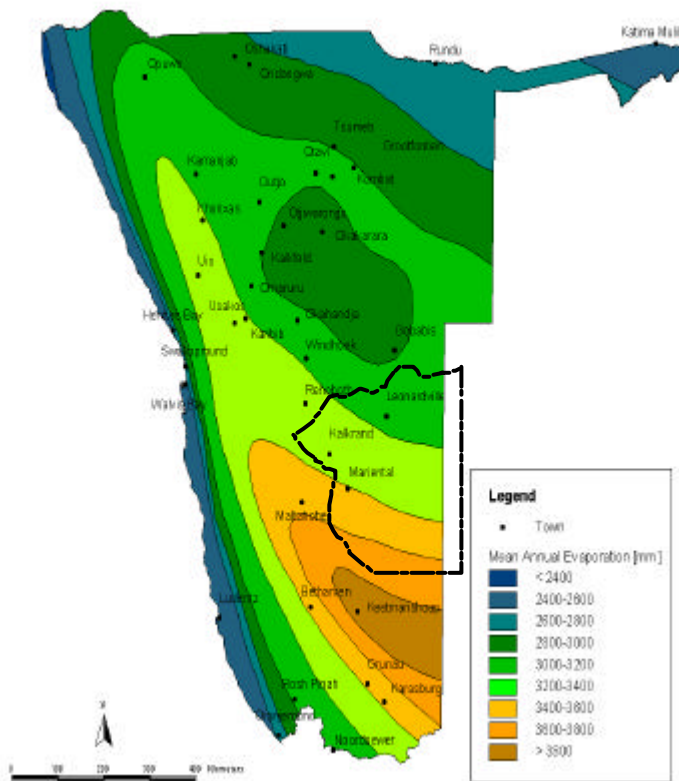 Katima Muli
Rundu
Oshakati
Ondangwa
Opuwo
Tsumeb
Grootfontein
Otavi
Kombat
Kamanjab
Outjo
Khorixas
Otjiwarongo
Okakarara
Kalkfeld
Uis
Omaruru
Usakos
Okahandja
Karibib
Henties Bay
Gobabis
Windhoek
Swakopmund
Leonardville
Walvis Bay
Rehoboth
Kalkrand
Mariental
Maltahohe
Bethanien
Keetmanshoop
Luderitz
Grunau
Karasburg
Rosh Pinah
Oranjemund
Noordoewer
N
0 100 200 300 400 Kilometers
Legend
Town
Mean Annual Evaporation [mm]
< 2400
2400-2600
2600-2800
2800-3000
3000-3200
3200-3400
3400-3600
3600-3800
> 3800